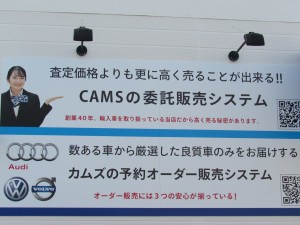 査定価格よりも更に高く売ることが出来る!!
CAMSの委託販売システム
創業40年、輸入車を取り扱っている当店だから高く売る秘密があります。
Audi
数ある車から厳選した良質車のみをお届けする
カムズの予約オーダー販売システム
VOLVO
オーダー販売には3つの安心が揃っている!